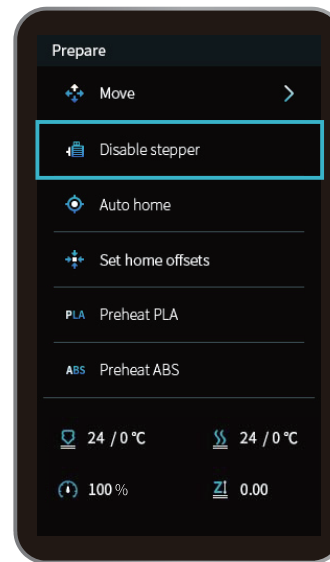 Prepare
Move
Disable stepper
Auto home
Set home offsets
PLA Preheat PLA
ABS Preheat ABS
24 / 0 ℃ 24 / 0 ℃
100 % Z 0.00